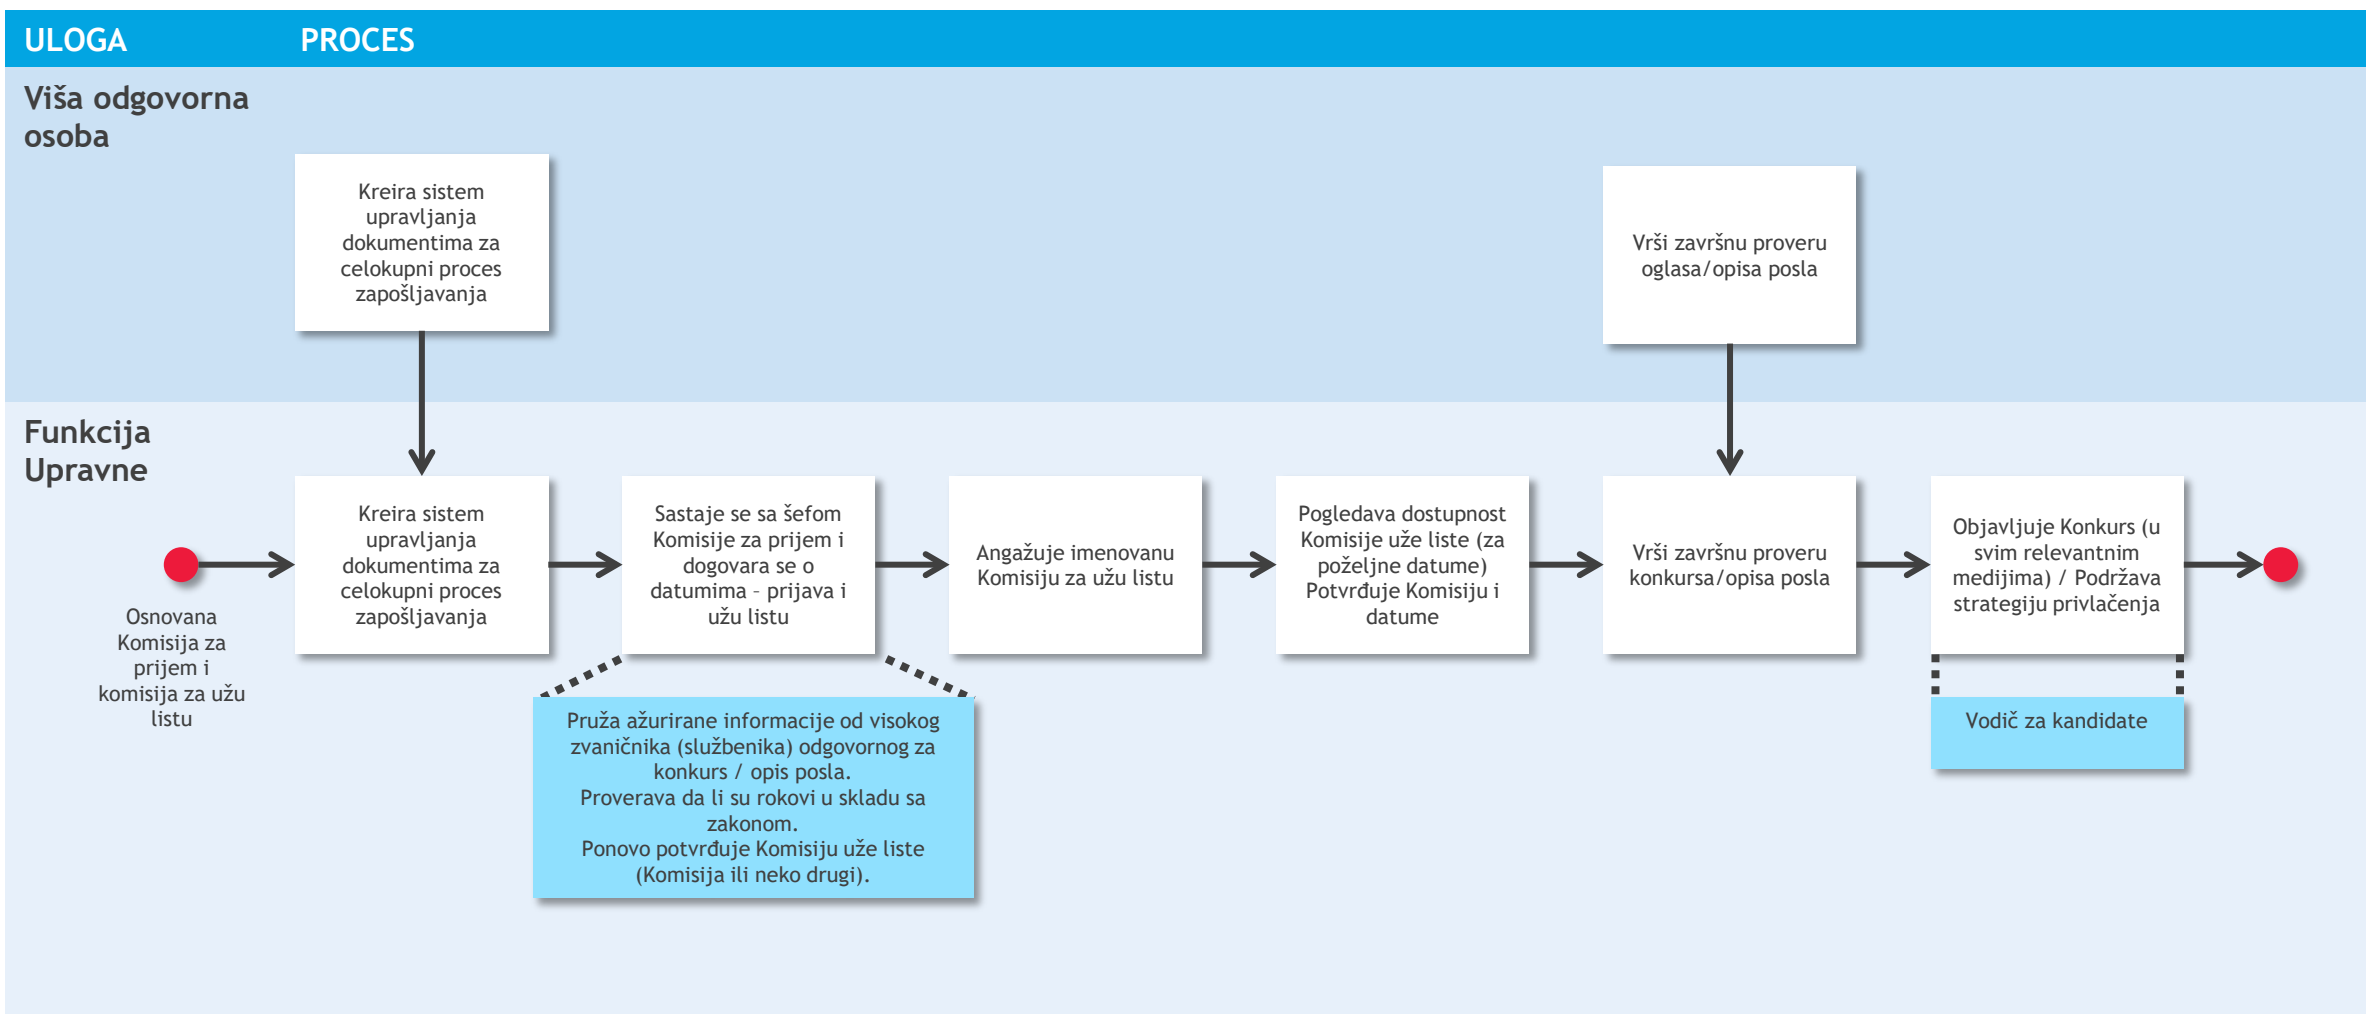 ULOGA
PROCES
Viša odgovorna
osoba
Kreira sistem
upravljanja
dokumentima za
celokupni proces
zapošljavanja
Vrši završnu proveru
oglasa/opisa posla
Funkcija
Upravne
Osnovana
Komisija za
prijem i
komisija za užu
listu
Kreira sistem
upravljanja
dokumentima za
celokupni proces
zapošljavanja
Sastaje se sa šefom
Komisije za prijem i
dogovara se o
datumima – prijava i
užu listu
Angažuje imenovanu
Komisiju za užu listu
Pogledava dostupnost
Komisije uže liste (za
poželjne datume)
Potvrđuje Komisiju i
datume
Vrši završnu proveru
konkursa/opisa posla
Objavljuje Konkurs (u
svim relevantnim
medijima) / Podržava
strategiju privlačenja
Pruža ažurirane informacije od visokog
zvaničnika (službenika) odgovornog za
konkurs / opis posla.
Proverava da li su rokovi u skladu sa
zakonom.
Ponovo potvrđuje Komisiju uže liste
(Komisija ili neko drugi).
Vodič za kandidate